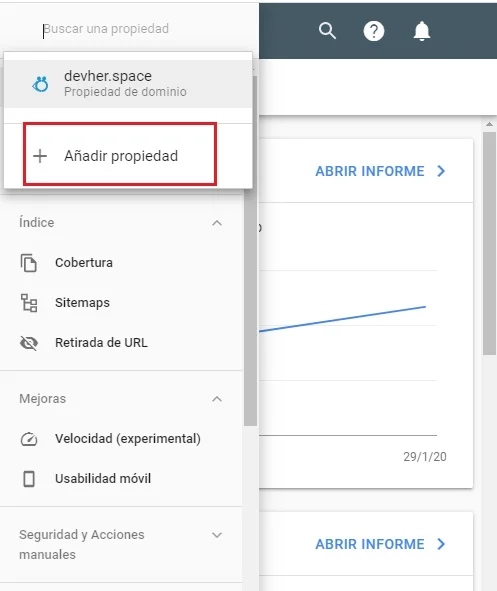 Buscar una propiedad
devher.space
Propiedad de dominio
Añadir propiedad
ABRIR INFORME
Índice
Cobertura
Sitemaps
Retirada de URL
Mejoras
Velocidad (experimental)
29/1/20
Usabilidad móvil
Seguridad y Acciones
manuales
ABRIR INFORME